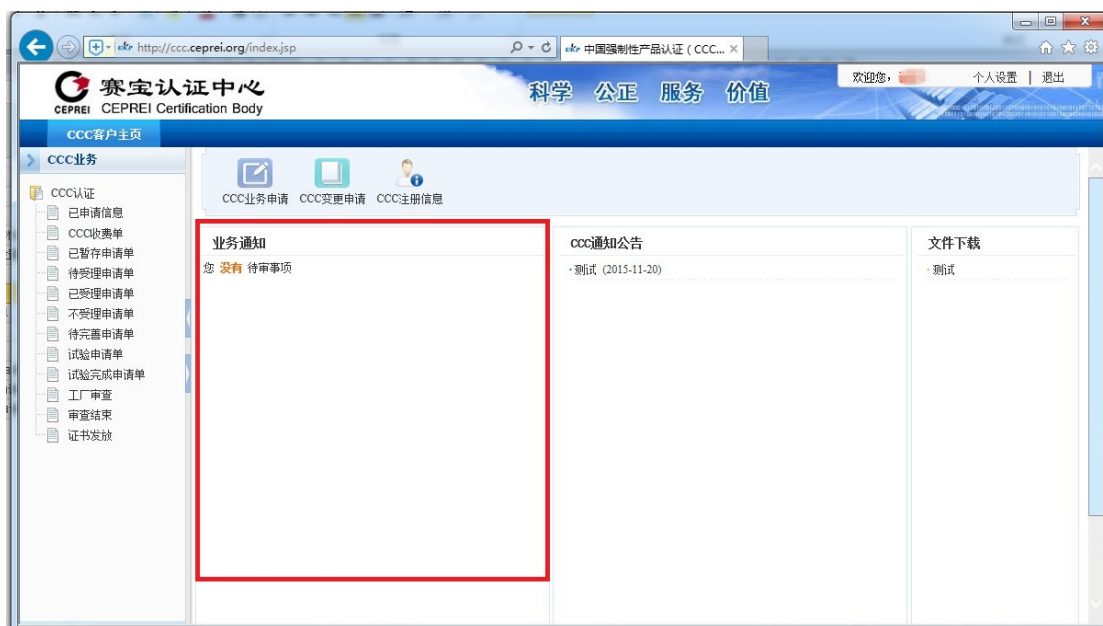 http://ccc.ceprei.org/index.jsp
中国强制性产品认证 ( CCC...
赛宝认证中心
CEPREI CEPREI Certification Body
科学 公正 服务 价值
欢迎您，
个人设置 | 退出
CCC客户主页
CCC业务
CCC认证
已申请信息
CCC收费单
已暂存申请单
待受理申请单
已受理申请单
不受理申请单
待完善申请单
试验申请单
试验完成申请单
工厂审查
审查结束
证书发放
CCC业务申请 CCC变更申请 CCC注册信息
业务通知
您 没有 待审事项
CCC通知公告
·测试 (2015-11-20)
文件下载
·测试